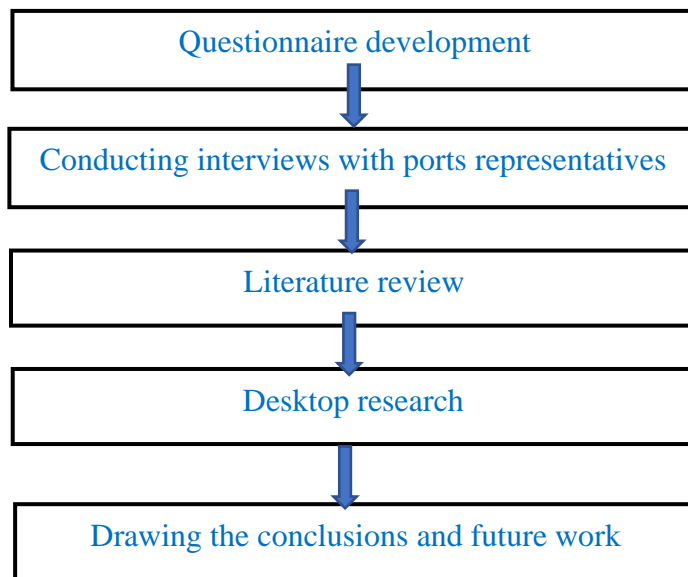 Questionnaire development
Conducting interviews with ports representatives
Literature review
Desktop research
Drawing the conclusions and future work